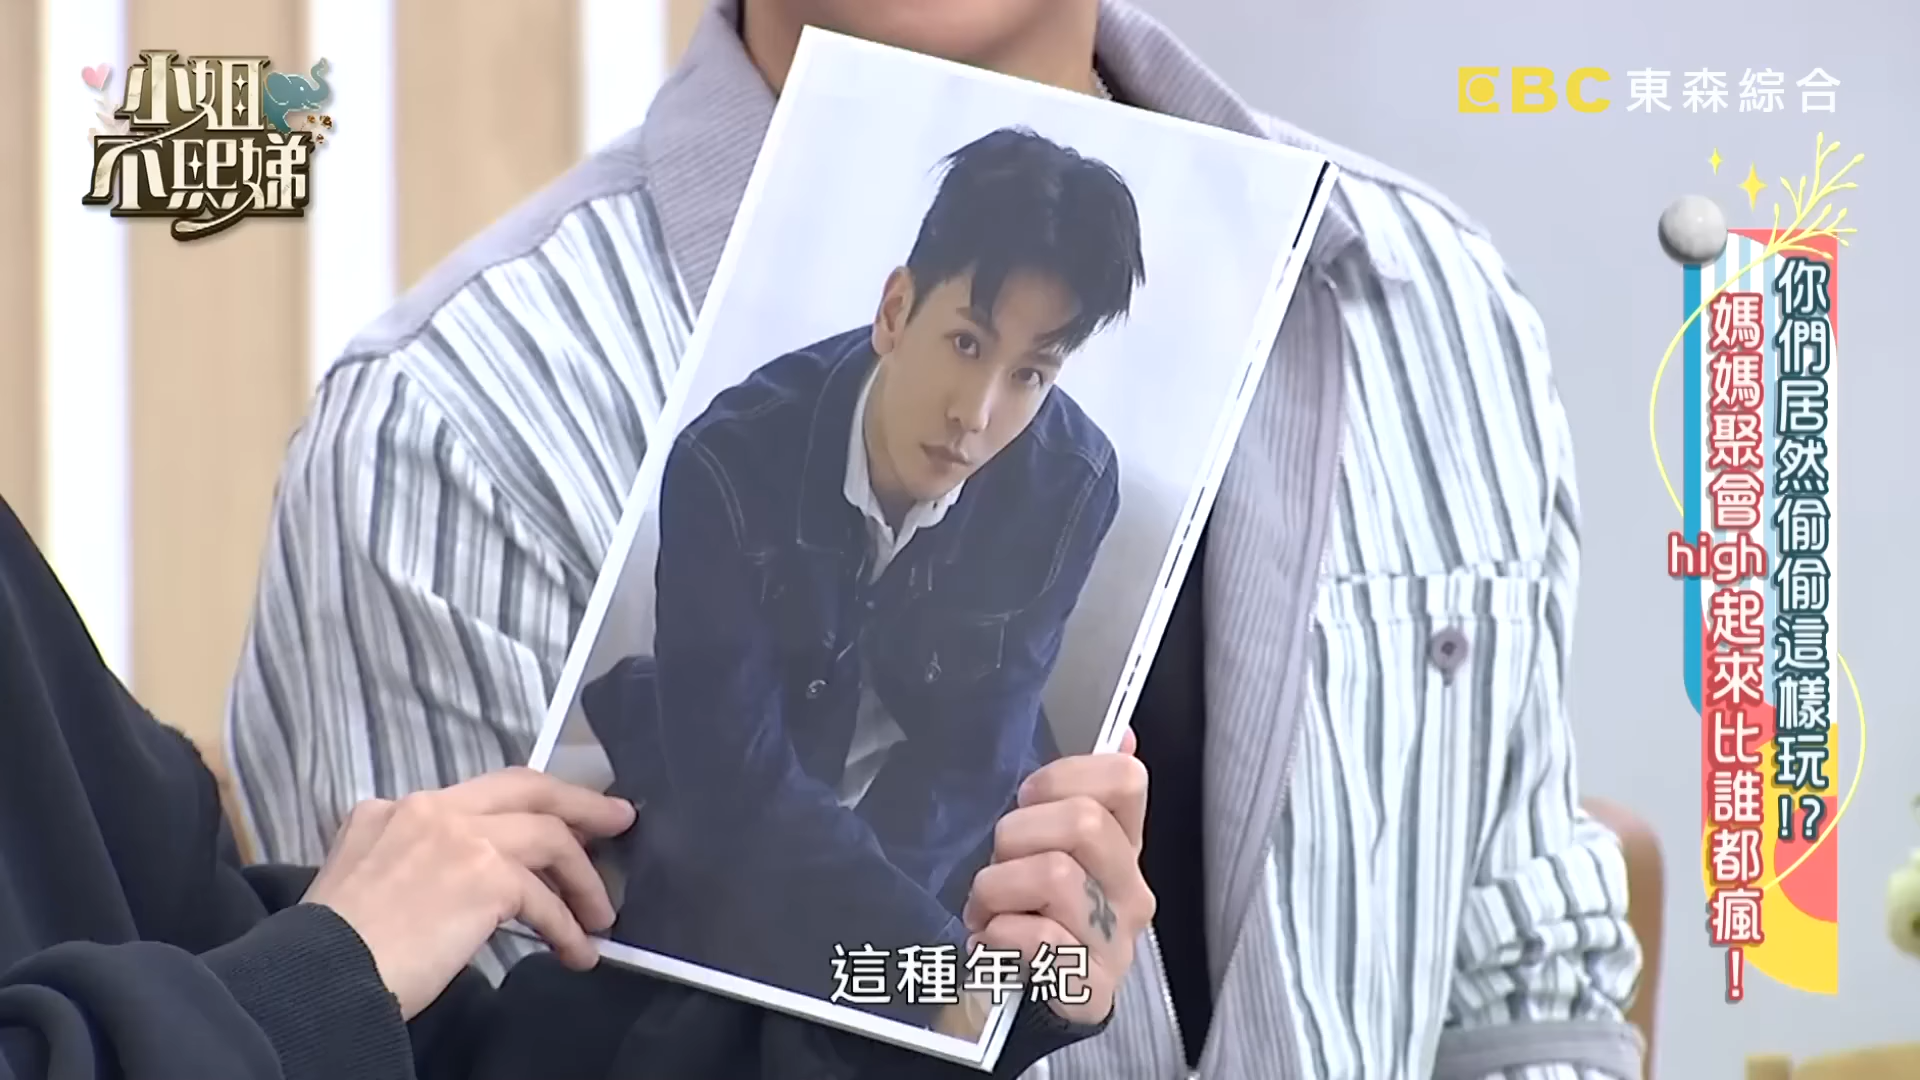 小姐
不熙娣
EBC 東森綜合
你們居然偷偷這樣玩!?
媽媽聚會high起來比誰都瘋!
這種年紀